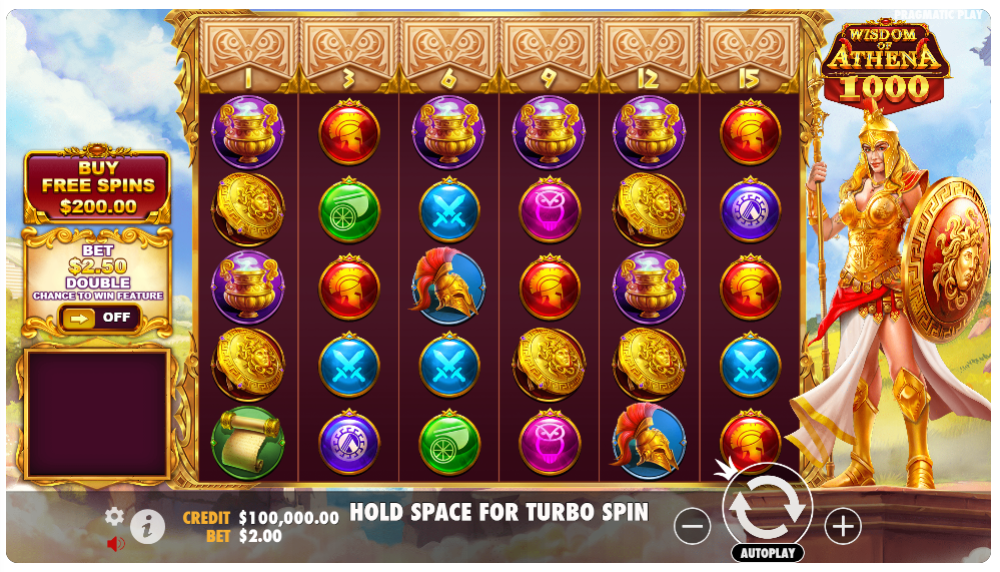 PRAGMATIC PLAY
WISDOM
OF
ATHENA
1000
1 3 6 9 12 15
BUY
FREE SPINS
$200.00
BET
$2.50
DOUBLE
CHANCE TO WIN FEATURE
OFF
CREDIT $100,000.00
BET $2.00
HOLD SPACE FOR TURBO SPIN
AUTOPLAY